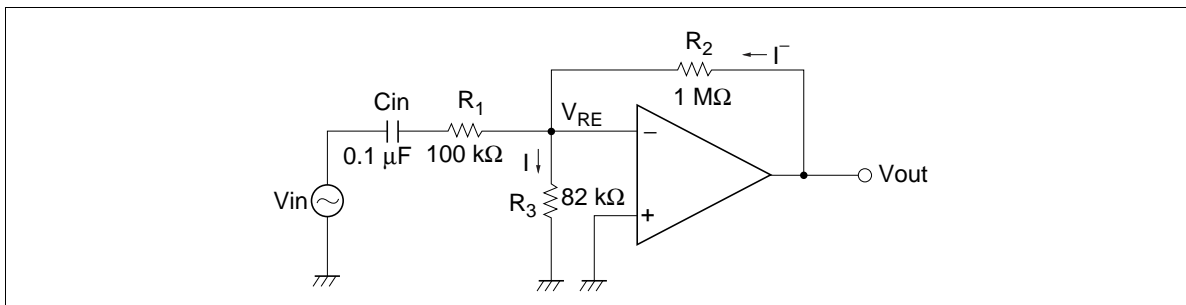 R2
I−
1 MΩ
Cin
R1
VRE
0.1 μF
100 kΩ
I
−
Vin
R3
82 kΩ
+
Vout